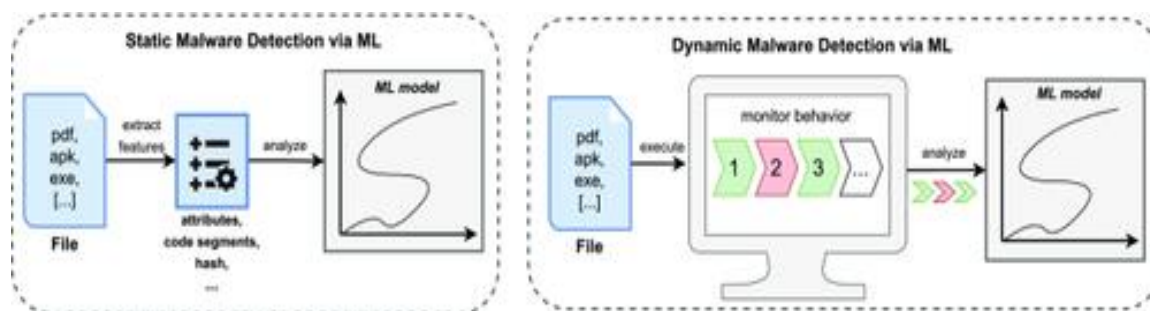 Static Malware Detection via ML
pdf,
apk,
exe,
[...]
File
extract
features
attributes,
code segments,
hash,
...
analyze
ML model
Dynamic Malware Detection via ML
pdf,
apk,
exe,
[...]
File
execute
monitor behavior
1 2 3 ...
analyze
ML model